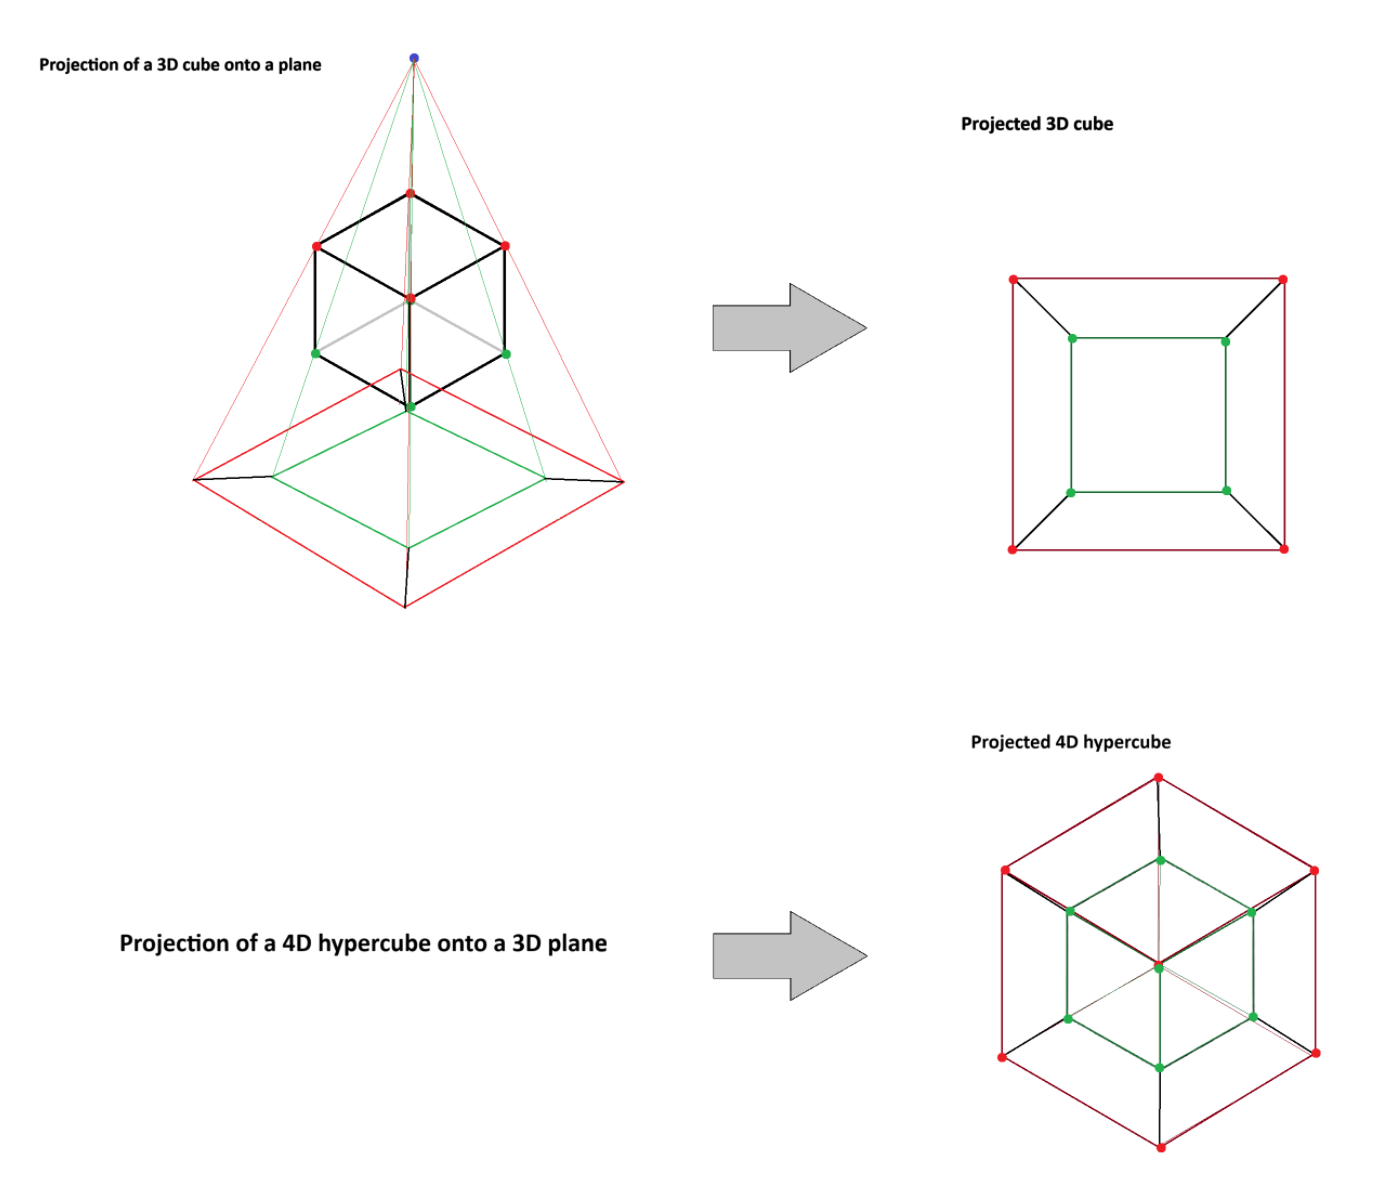 Projection of a 3D cube onto a plane
Projected 3D cube
Projected 4D hypercube
Projection of a 4D hypercube onto a 3D plane